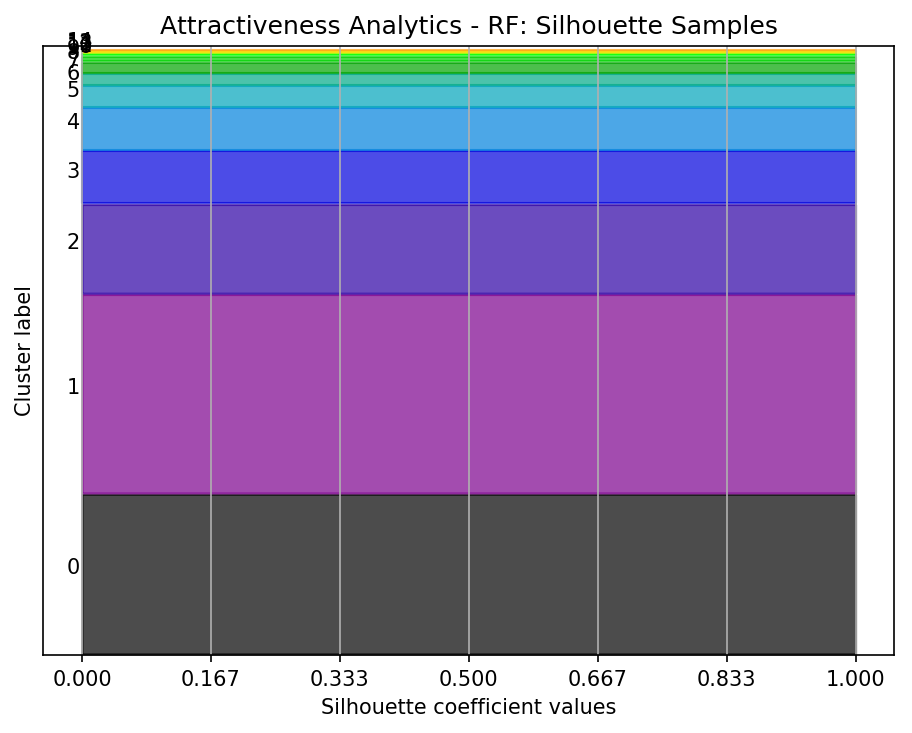 Attractiveness Analytics - RF: Silhouette Samples
7
6
5
4
3
2
1
0
Cluster label
0.000 0.167 0.333 0.500 0.667 0.833 1.000
Silhouette coefficient values